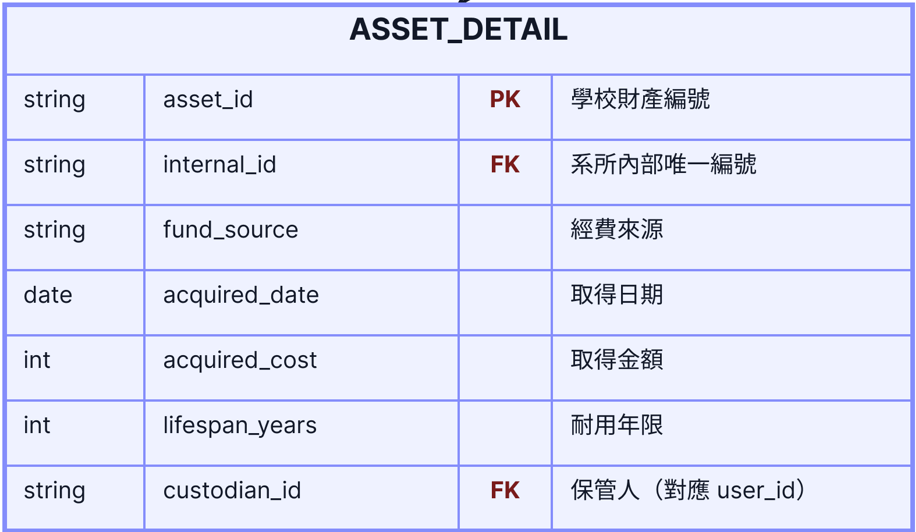 ASSET_DETAIL
string asset_id PK 學校財產編號
string internal_id FK 系所內部唯一編號
string fund_source 經費來源
date acquired_date 取得日期
int acquired_cost 取得金額
int lifespan_years 耐用年限
string custodian_id FK 保管人（對應 user_id）